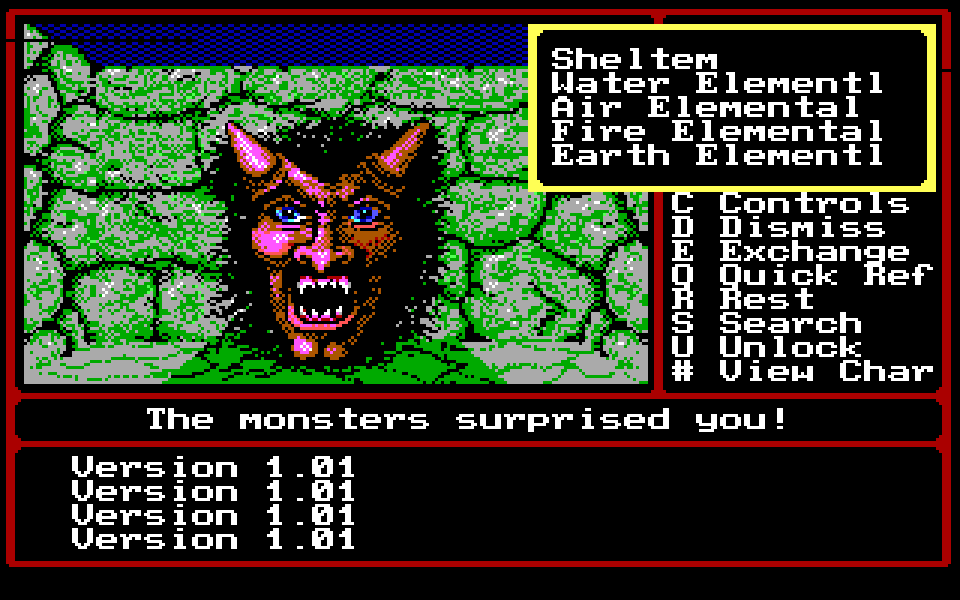 Sheltem
Water Elementl
Air Elemental
Fire Elemental
Earth Elementl
C Controls
D Dismiss
E Exchange
Q Quick Ref
R Rest
S Search
U Unlock
# View Char
The monsters surprised you!
Version 1.01
Version 1.01
Version 1.01
Version 1.01